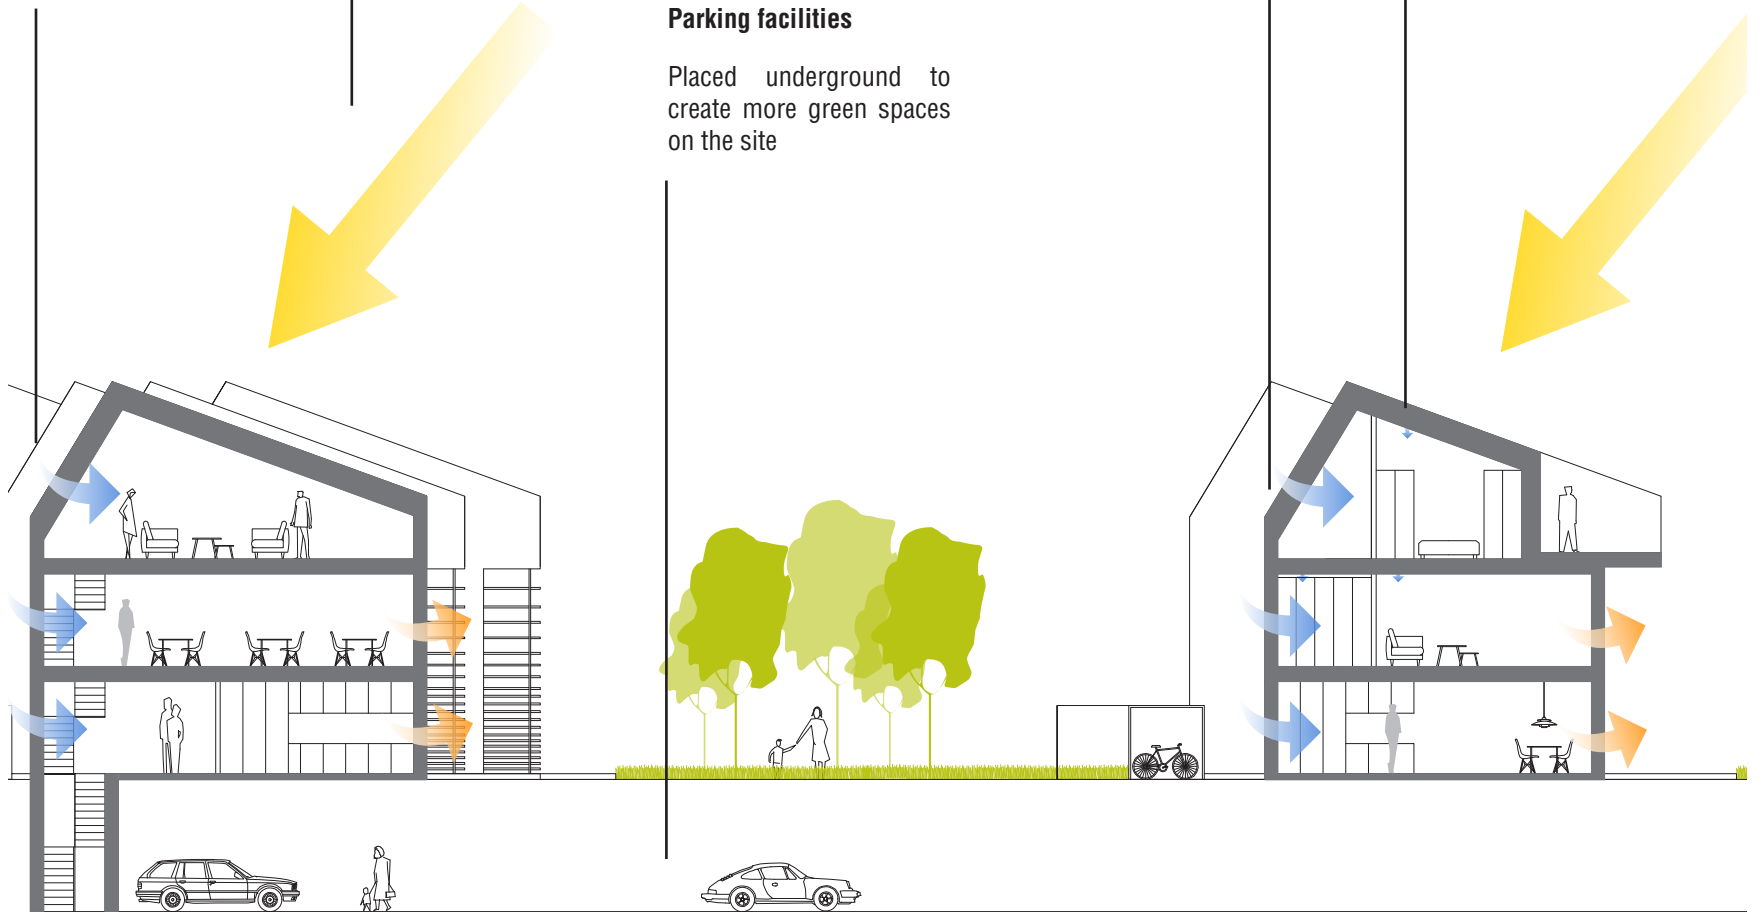 Parking facilities
Placed underground to
create more green spaces
on the site